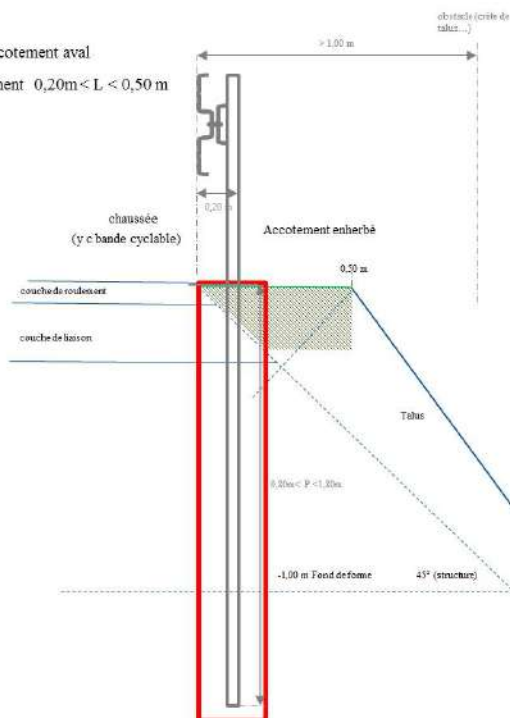 obstacle (crête de
talus...)
> 1,00 m
cotement aval
nent 0,20m < L < 0,50 m
0,20 m
chaussée
(y c bande cyclable)
Accotement enherbé
0,50 m
couche de roulement
couche de liaison
Talus
0,80m < P < 1,20m
-1,00 m Fond de forme
45° (structure)